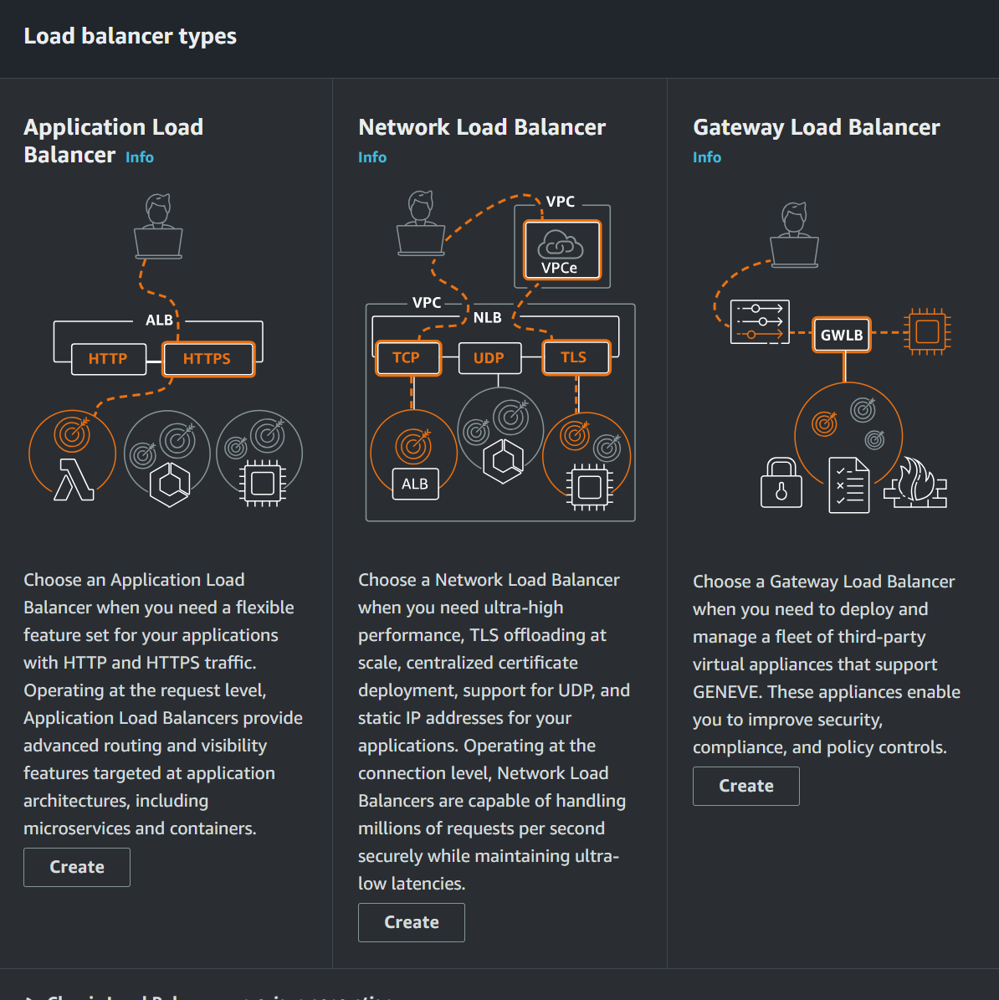 Load balancer types
Application Load
Balancer Info
ALB
HTTP
HTTPS
Choose an Application Load
Balancer when you need a flexible
feature set for your applications
with HTTP and HTTPS traffic.
Operating at the request level,
Application Load Balancers provide
advanced routing and visibility
features targeted at application
architectures, including
microservices and containers.
Create
Network Load Balancer
Info
VPC
VPCe
VPC
NLB
TCP
UDP
TLS
ALB
Choose a Network Load Balancer
when you need ultra-high
performance, TLS offloading at
scale, centralized certificate
deployment, support for UDP, and
static IP addresses for your
applications. Operating at the
connection level, Network Load
Balancers are capable of handling
millions of requests per second
securely while maintaining ultra-
low latencies.
Create
Gateway Load Balancer
Info
GWLB
Choose a Gateway Load Balancer
when you need to deploy and
manage a fleet of third-party
virtual appliances that support
GENEVE. These appliances enable
you to improve security,
compliance, and policy controls.
Create